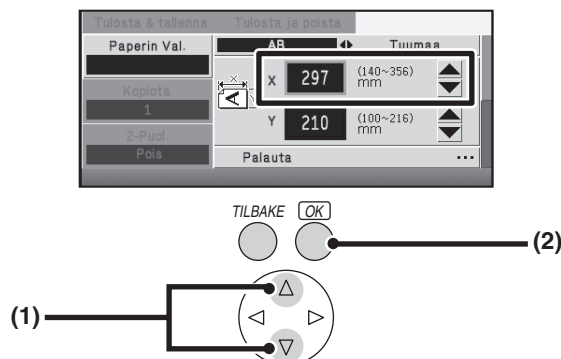 Tulosta & tallenna Tulosta ja poista
Paperin Val. AB Tuumaa
X 297 (140~356) mm
Kopiota
1
Y 210 (100~216) mm
2-Puol.
Pois
Palauta ...
TILBAKE OK
(2)
(1)